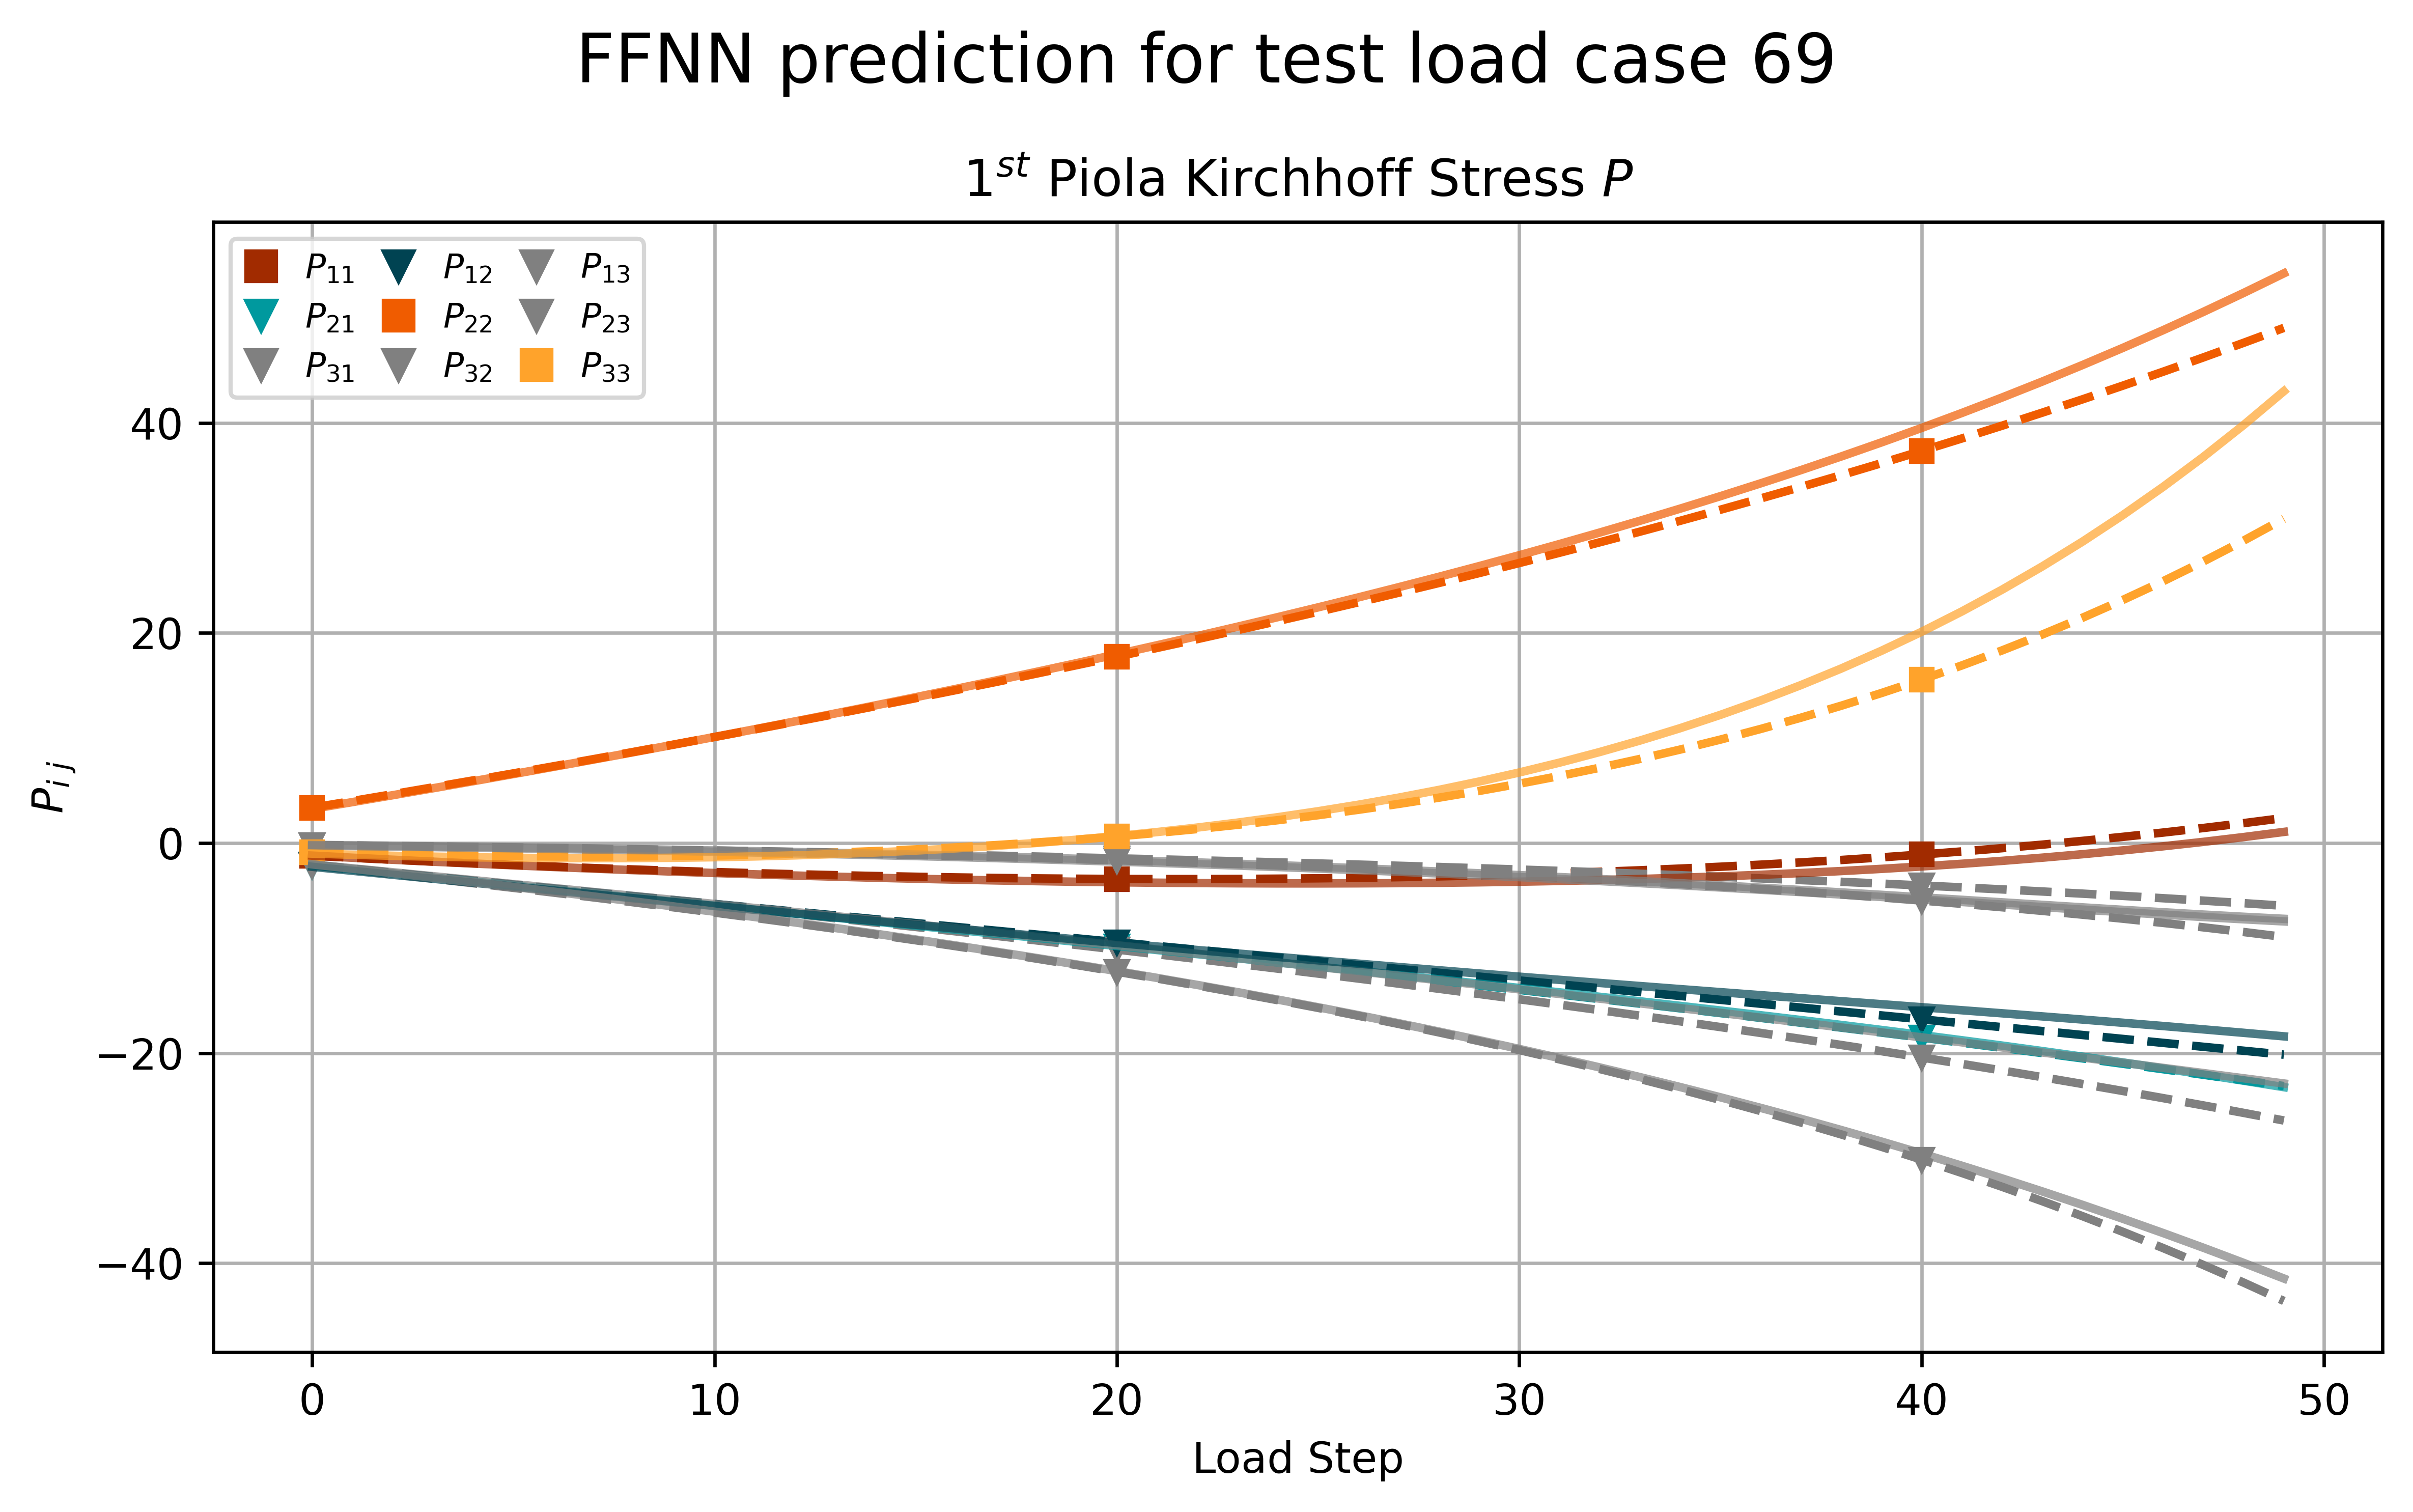 FFNN prediction for test load case 69
1st Piola Kirchhoff Stress P
P11 P12 P13
P21 P22 P23
P31 P32 P33
40
20
0
−20
−40
Pi j
0 10 20 30 40 50
Load Step